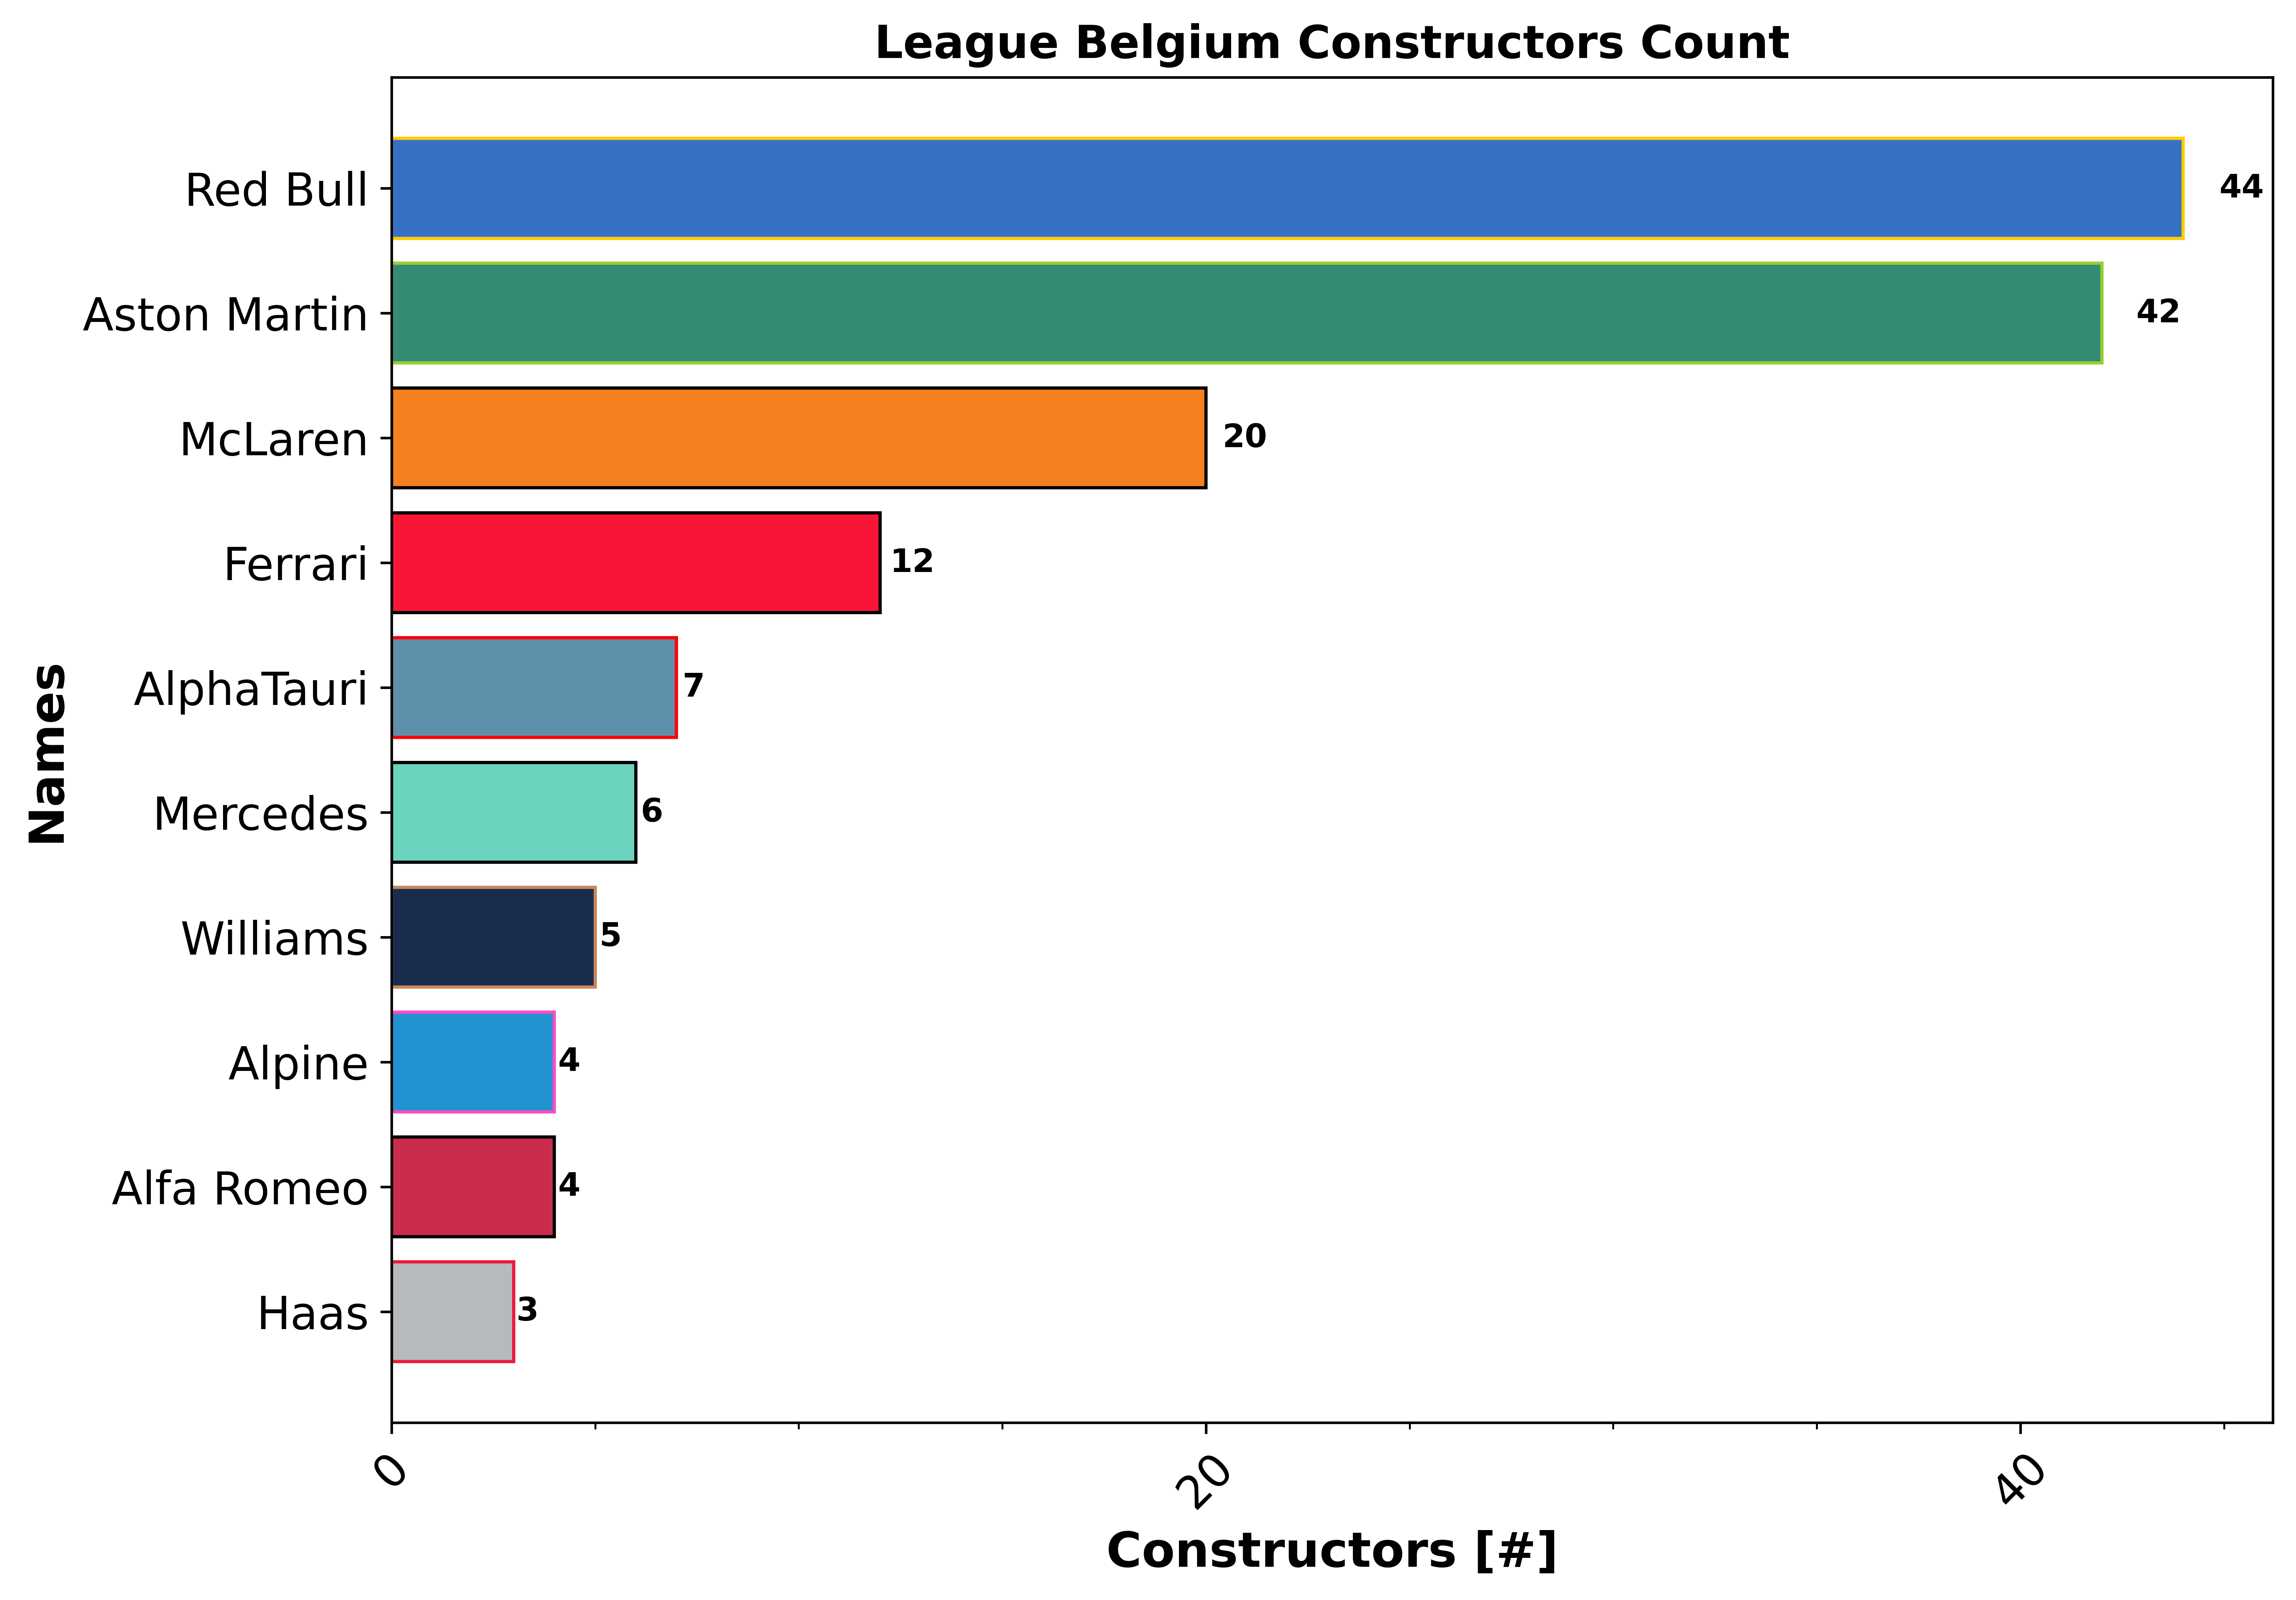 League Belgium Constructors Count
Red Bull
44
Aston Martin
42
McLaren
20
Ferrari
12
AlphaTauri
7
Mercedes
6
Williams
5
Alpine
4
Alfa Romeo
4
Haas
3
Names
0
20
40
Constructors [#]